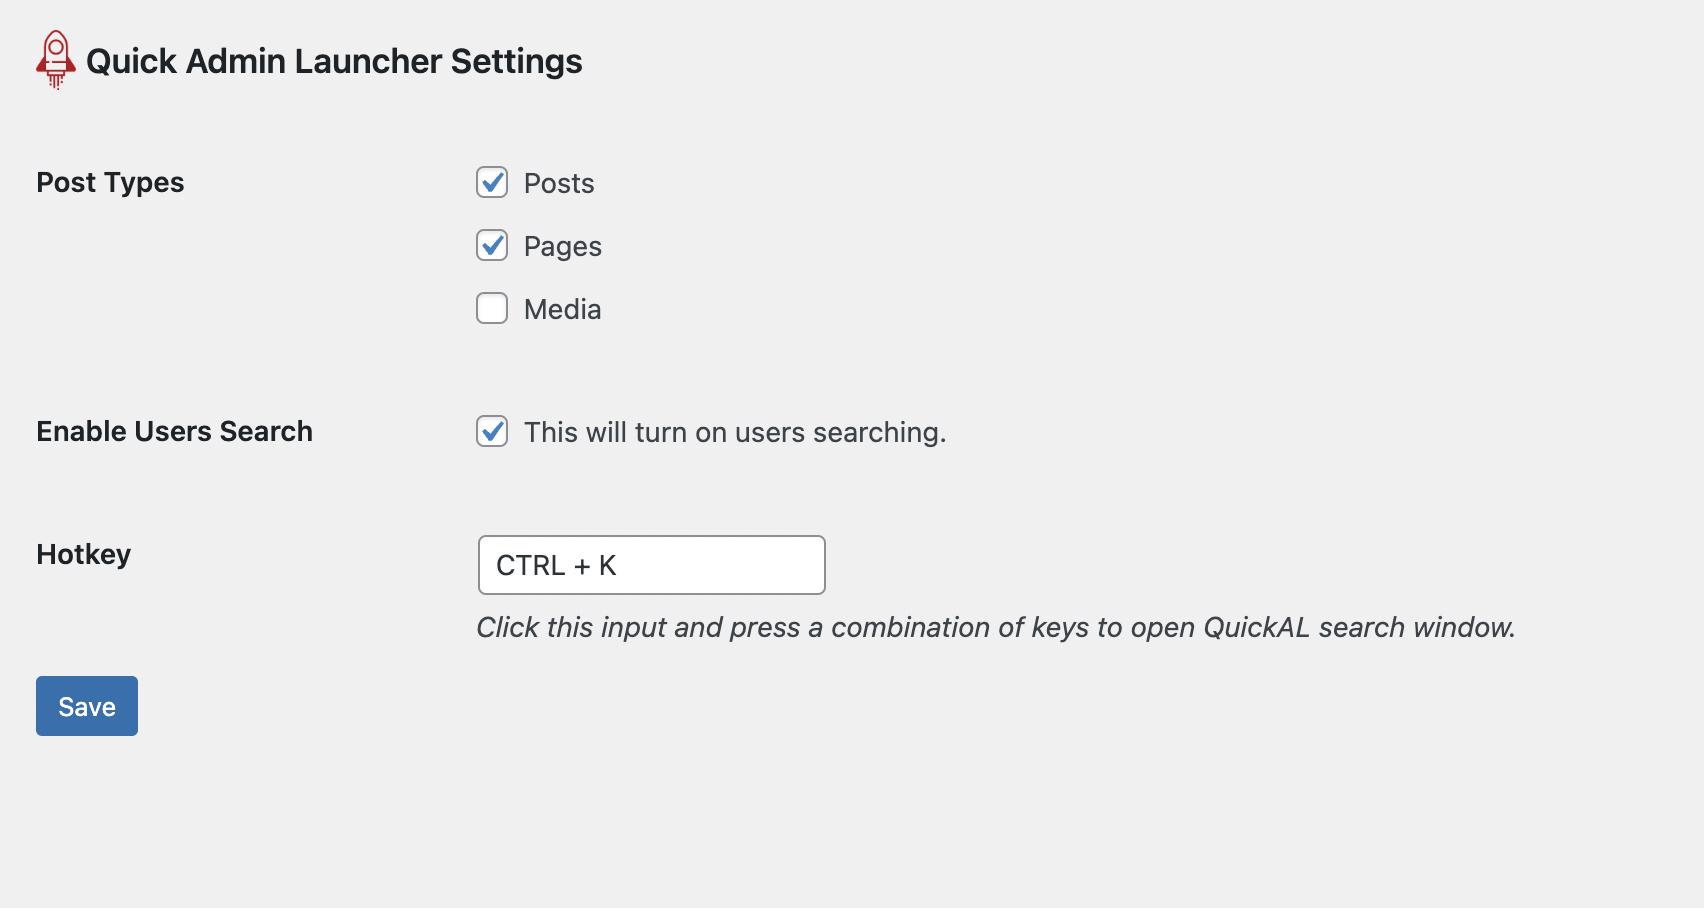 Quick Admin Launcher Settings
Post Types
Posts
Pages
Media
Enable Users Search
This will turn on users searching.
Hotkey
CTRL + K
Click this input and press a combination of keys to open QuickAL search window.
Save